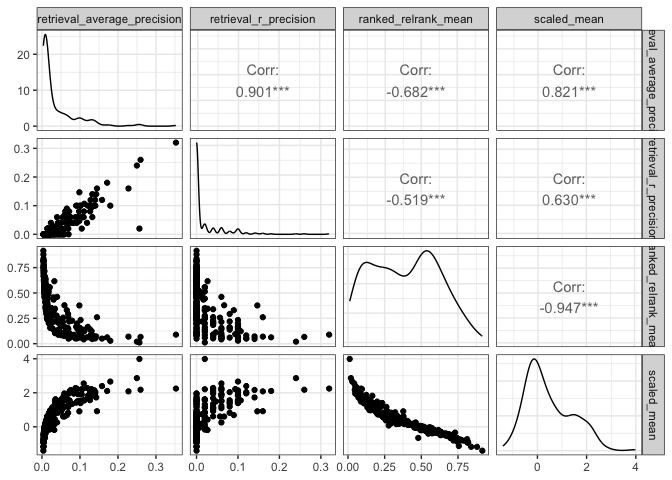 retrieval_average_precision
retrieval_r_precision
ranked_relrank_mean
scaled_mean
20
10
0
Corr:
0.901***
Corr:
-0.682***
Corr:
0.821***
eval_average_preci
0.3
0.2
0.1
0.0
Corr:
-0.519***
Corr:
0.630***
retrieval_r_precision
0.75
0.50
0.25
0.00
Corr:
-0.947***
anked_relrank_mea
4
2
0
scaled_mean
0.0 0.1 0.2 0.3
0.0 0.1 0.2 0.3
0.00 0.25 0.50 0.75
0 2 4